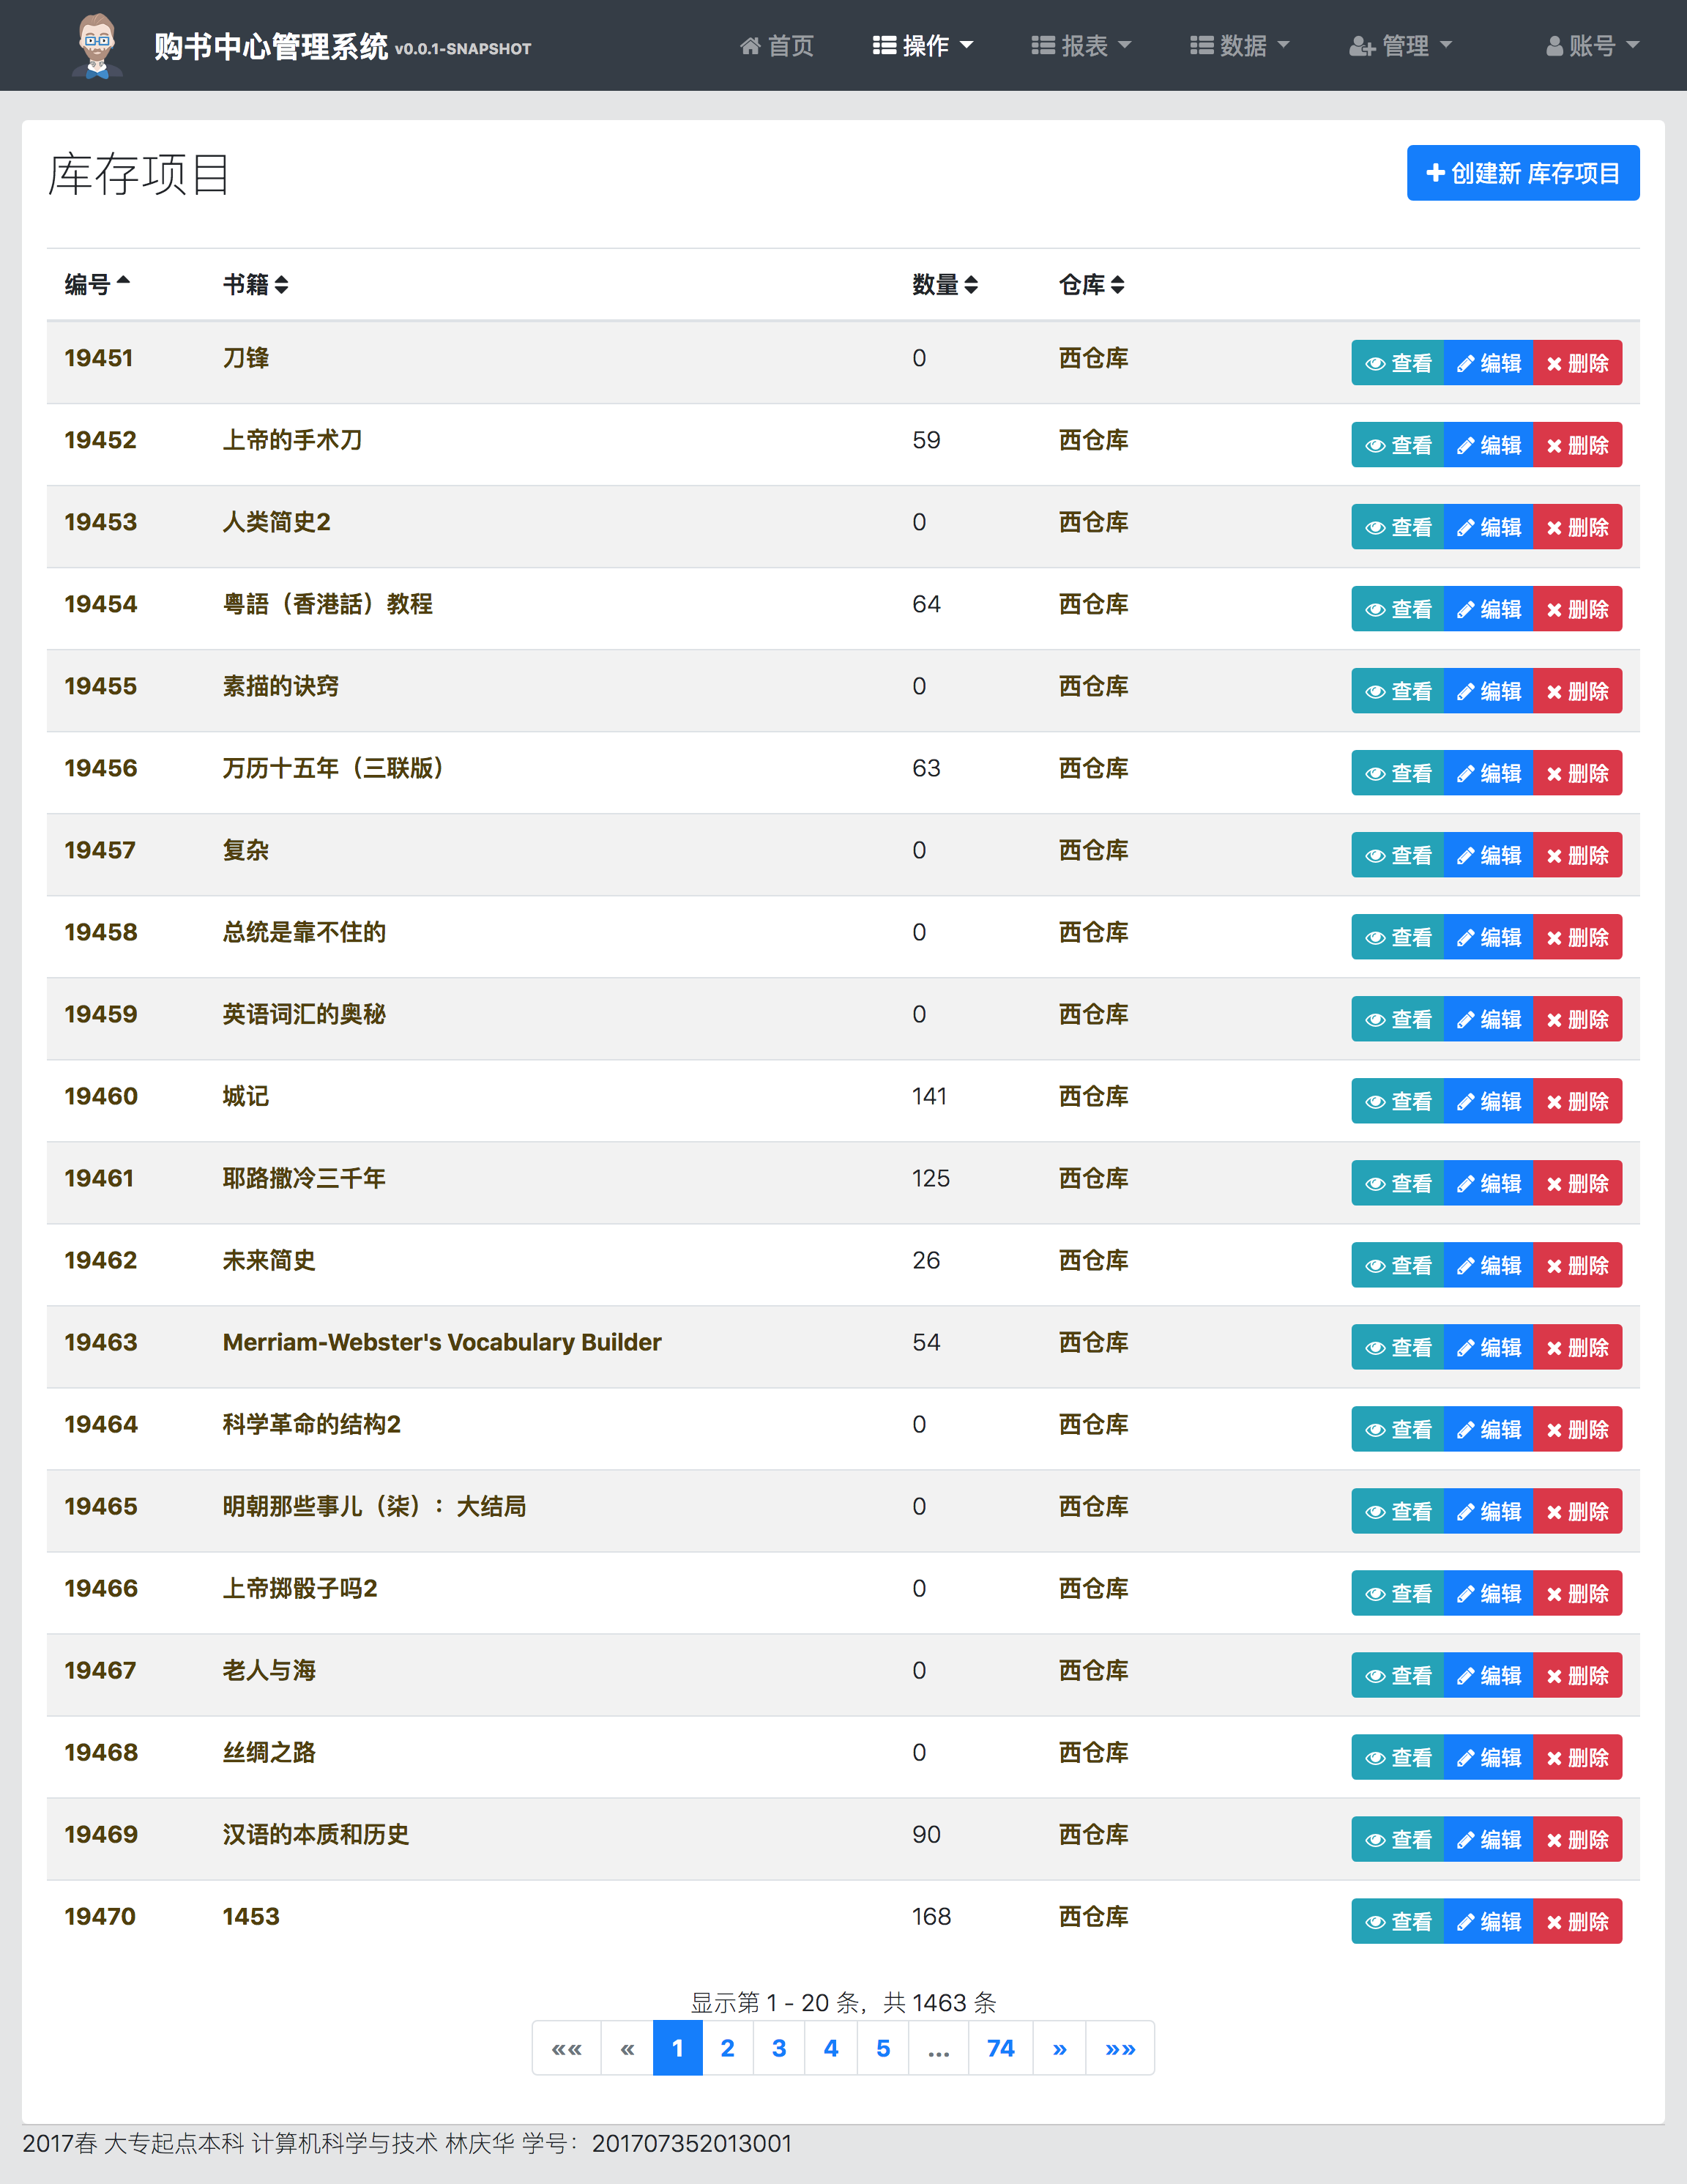 购书中心管理系统 v0.0.1-SNAPSHOT 首页 操作 报表 数据 管理 账号
库存项目 创建新 库存项目
编号 书籍 数量 仓库
19451 刀锋 0 西仓库 查看 编辑 删除
19452 上帝的手术刀 59 西仓库 查看 编辑 删除
19453 人类简史2 0 西仓库 查看 编辑 删除
19454 粤語（香港話）教程 64 西仓库 查看 编辑 删除
19455 素描的诀窍 0 西仓库 查看 编辑 删除
19456 万历十五年（三联版） 63 西仓库 查看 编辑 删除
19457 复杂 0 西仓库 查看 编辑 删除
19458 总统是靠不住的 0 西仓库 查看 编辑 删除
19459 英语词汇的奥秘 0 西仓库 查看 编辑 删除
19460 城记 141 西仓库 查看 编辑 删除
19461 耶路撒冷三千年 125 西仓库 查看 编辑 删除
19462 未来简史 26 西仓库 查看 编辑 删除
19463 Merriam-Webster's Vocabulary Builder 54 西仓库 查看 编辑 删除
19464 科学革命的结构2 0 西仓库 查看 编辑 删除
19465 明朝那些事儿（柒）：大结局 0 西仓库 查看 编辑 删除
19466 上帝掷骰子吗2 0 西仓库 查看 编辑 删除
19467 老人与海 0 西仓库 查看 编辑 删除
19468 丝绸之路 0 西仓库 查看 编辑 删除
19469 汉语的本质和历史 90 西仓库 查看 编辑 删除
19470 1453 168 西仓库 查看 编辑 删除
显示第 1 - 20 条，共 1463 条
«« « 1 2 3 4 5 ... 74 » »»
2017春 大专起点本科 计算机科学与技术 林庆华 学号：201707352013001